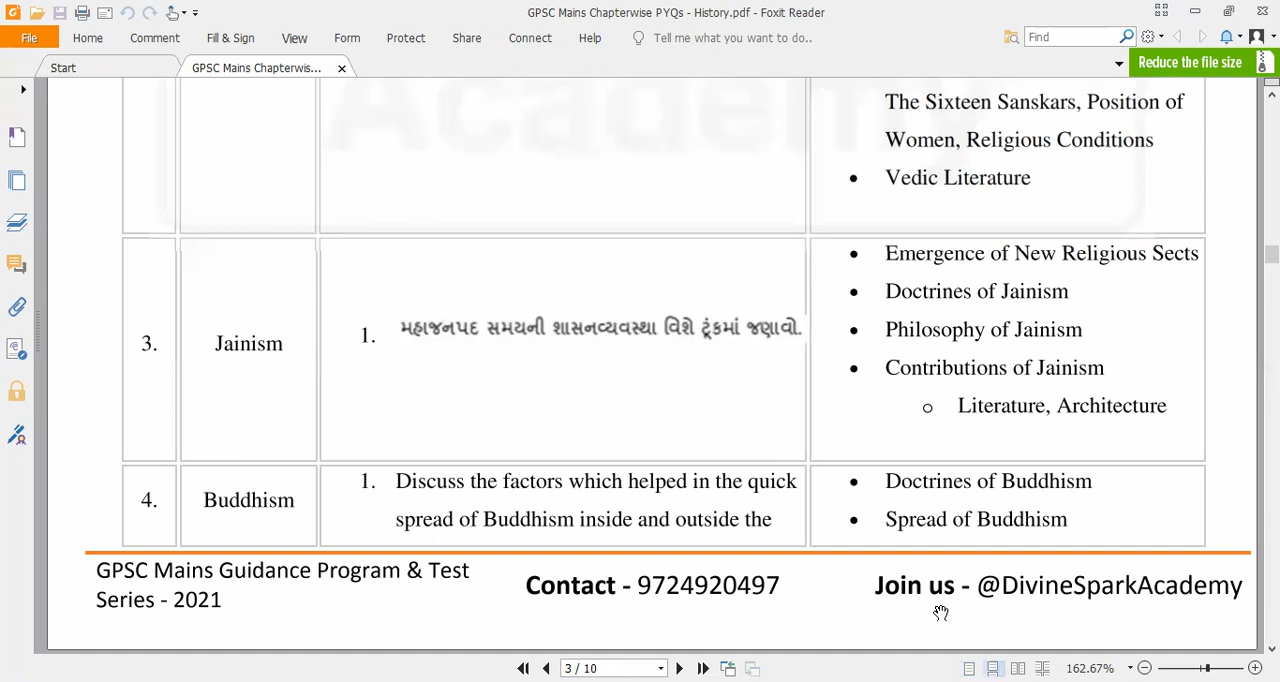 GPSC Mains Chapterwise PYQs - History.pdf - Foxit Reader
File Home Comment Fill & Sign View Form Protect Share Connect Help Tell me what you want to do.. Find
Start GPSC Mains Chapterwis... Reduce the file size
Academy
The Sixteen Sanskars, Position of
Women, Religious Conditions
• Vedic Literature
3. Jainism
1. મહાજનપદ સમયની શાસનવ્યવસ્થા વિશે ટૂંકમાં જણાવો.
• Emergence of New Religious Sects
• Doctrines of Jainism
• Philosophy of Jainism
• Contributions of Jainism
o Literature, Architecture
4. Buddhism
1. Discuss the factors which helped in the quick
spread of Buddhism inside and outside the
• Doctrines of Buddhism
• Spread of Buddhism
GPSC Mains Guidance Program & Test
Series - 2021
Contact - 9724920497
Join us - @DivineSparkAcademy
3 / 10 162.67%